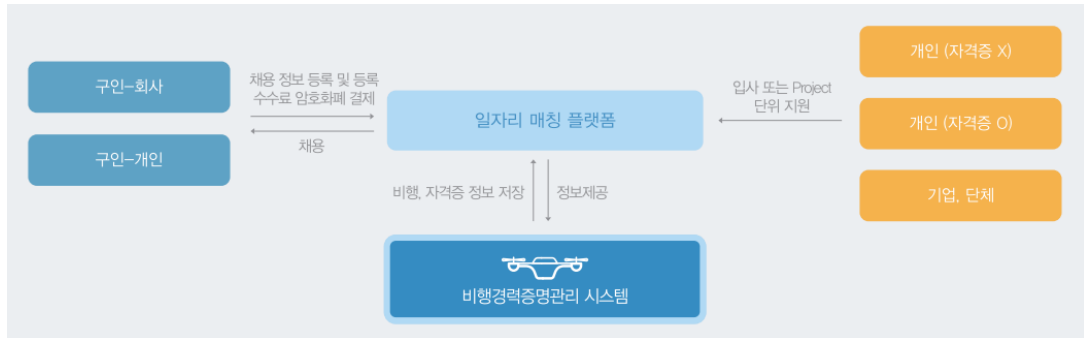 구인-회사
구인-개인
채용 정보 등록 및 등록
수수료 암호화폐 결제
채용
일자리 매칭 플랫폼
입사 또는 Project
단위 지원
개인 (자격증 X)
개인 (자격증 O)
기업, 단체
비행, 자격증 정보 저장
정보제공
비행경력증명관리 시스템